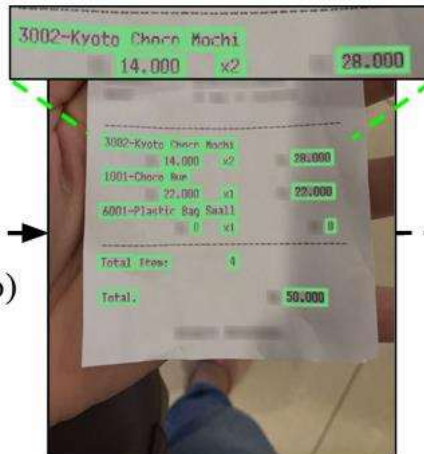 3002-Kyoto Choco Mochi
14.000 x2 28.000
3002-Kyoto Choco Mochi
14.000 x2 28.000
1001-Choco Bun
22.000 x1 22.000
6001-Plastic Bag Small
0 x1 0
Total Item: 4
Total. 50.000